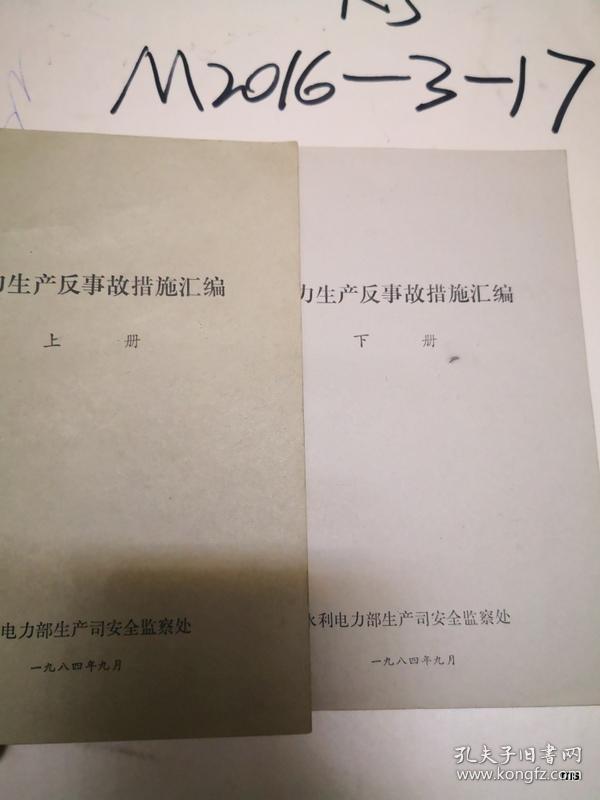 M2016-3-17
力生产反事故措施汇编
上 册
电力部生产司安全监察处
一九八四年九月
力生产反事故措施汇编
下 册
水利电力部生产司安全监察处
一九八四年九月
孔夫子旧书网
www.kongfz.com